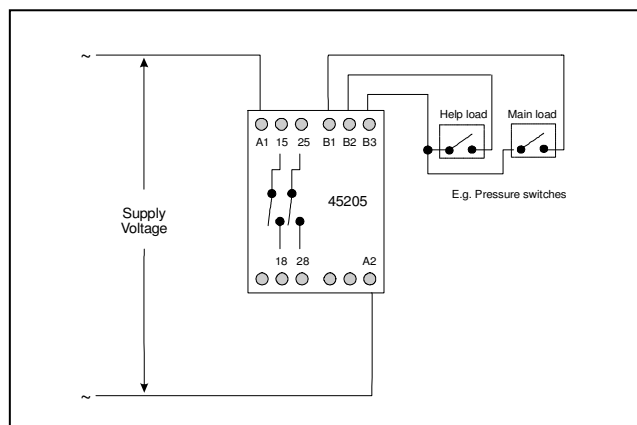 ~
Help load Main load
A1 15 25 B1 B2 B3
E.g. Pressure switches
45205
Supply
Voltage
18 28 A2
~